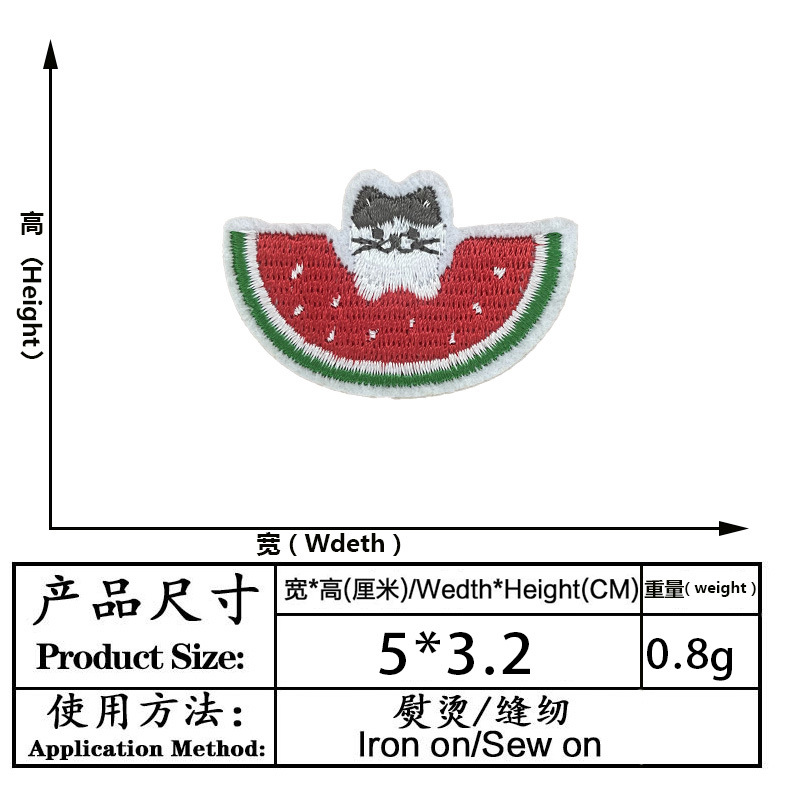 高（Height）
宽（Wdeth）
产品尺寸
Product Size:
宽*高(厘米)/Wedth*Height(CM)
重量( weight )
5*3.2
0.8g
使用方法：
Application Method:
熨烫/缝纫
Iron on/Sew on